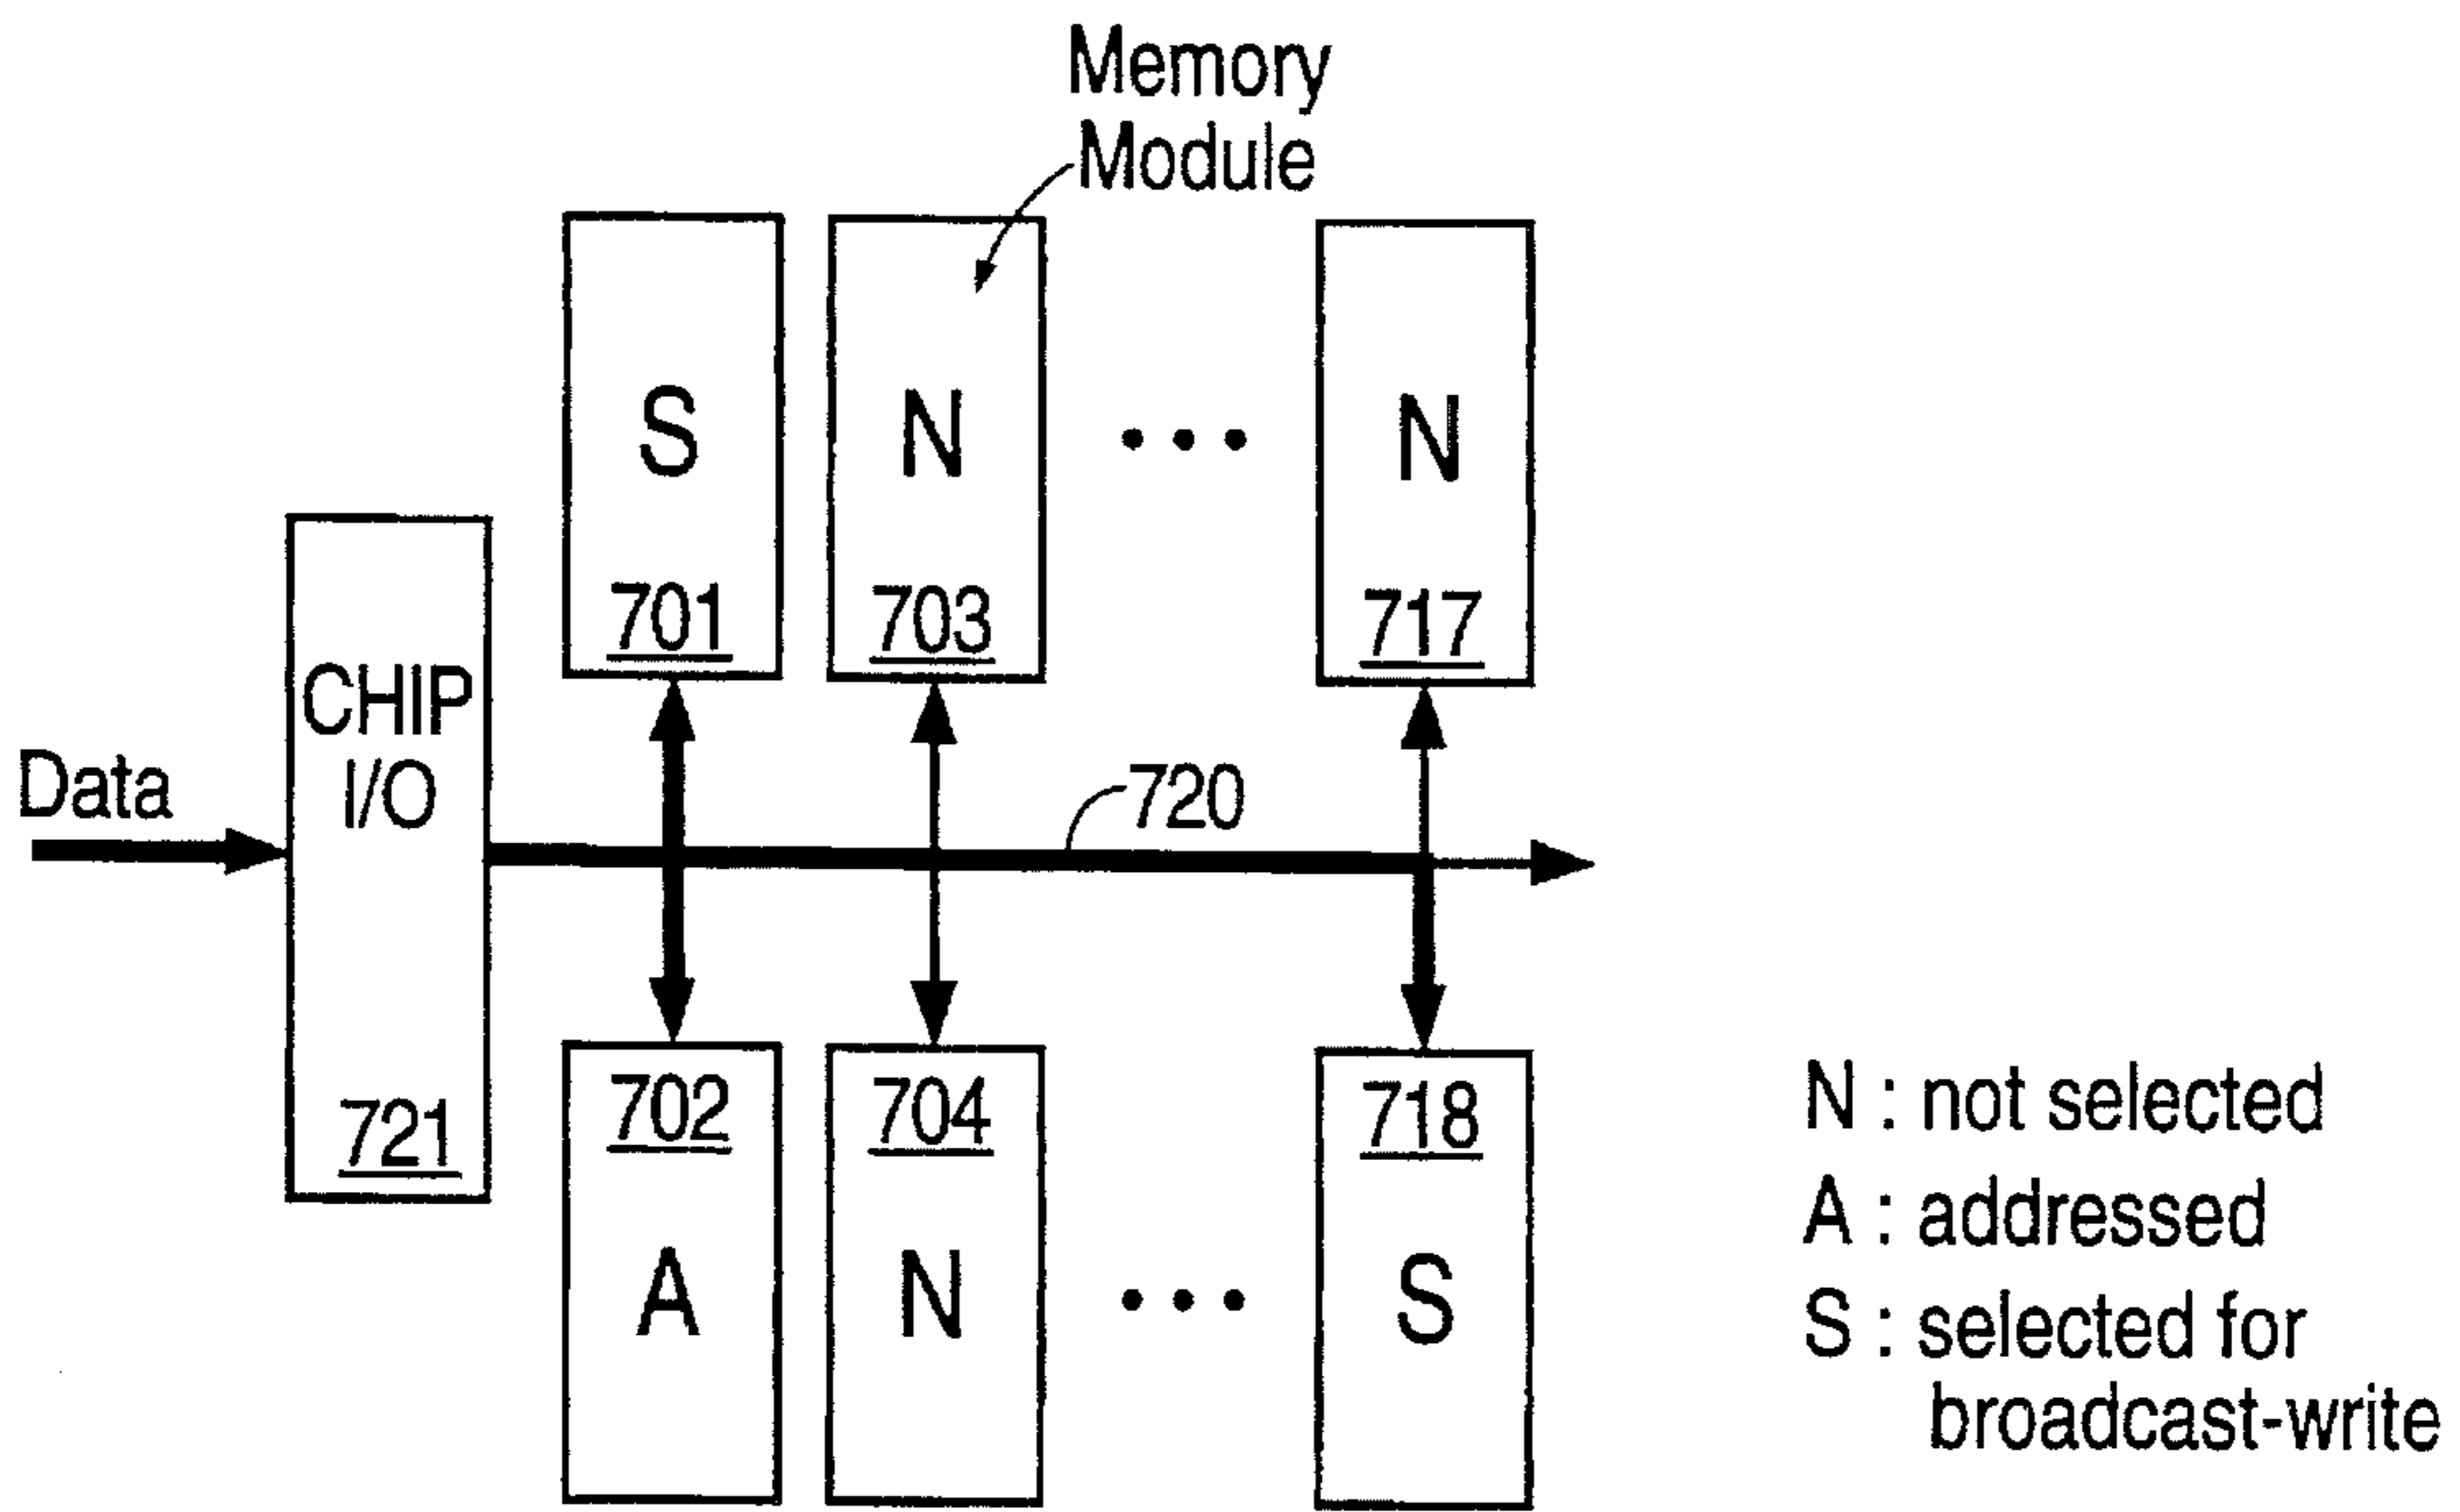 Memory
Module
S
N
N
701
703
717
CHIP
I/O
Data
720
721
702
704
718
A
N
S
N : not selected
A : addressed
S : selected for
broadcast-write